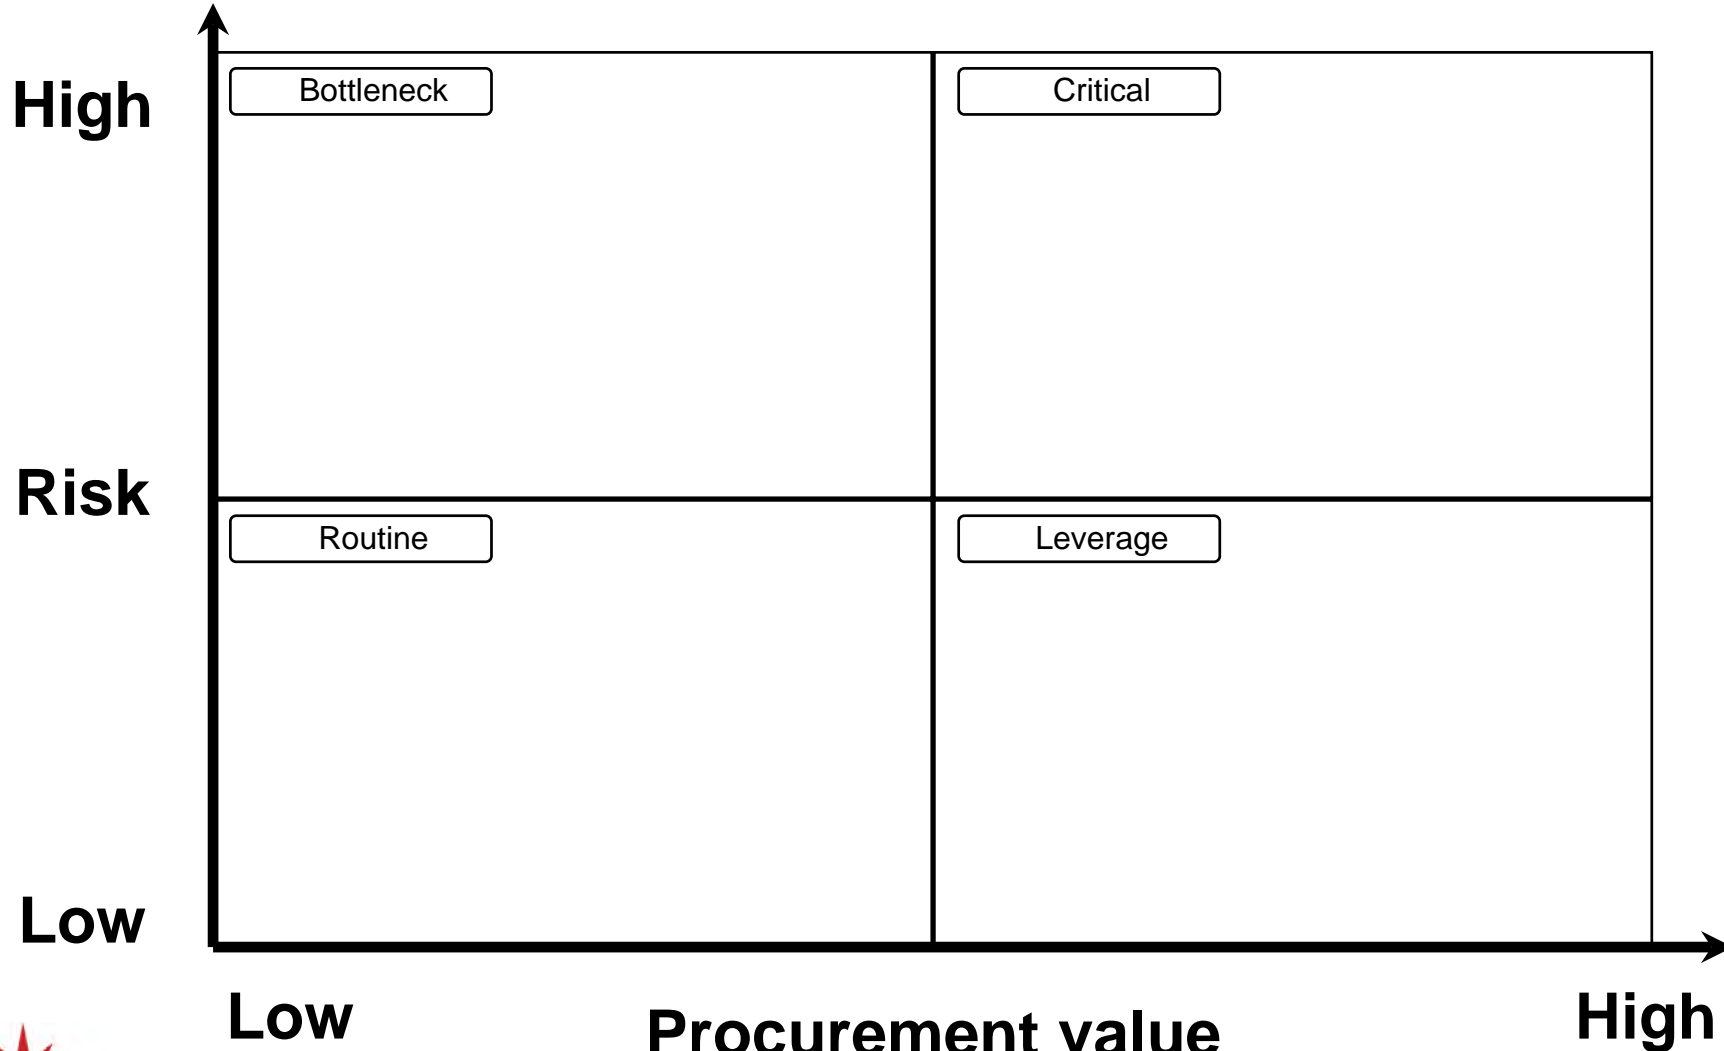 High
Bottleneck
Critical
Risk
Routine
Leverage
Low
Low
Procurement value
High